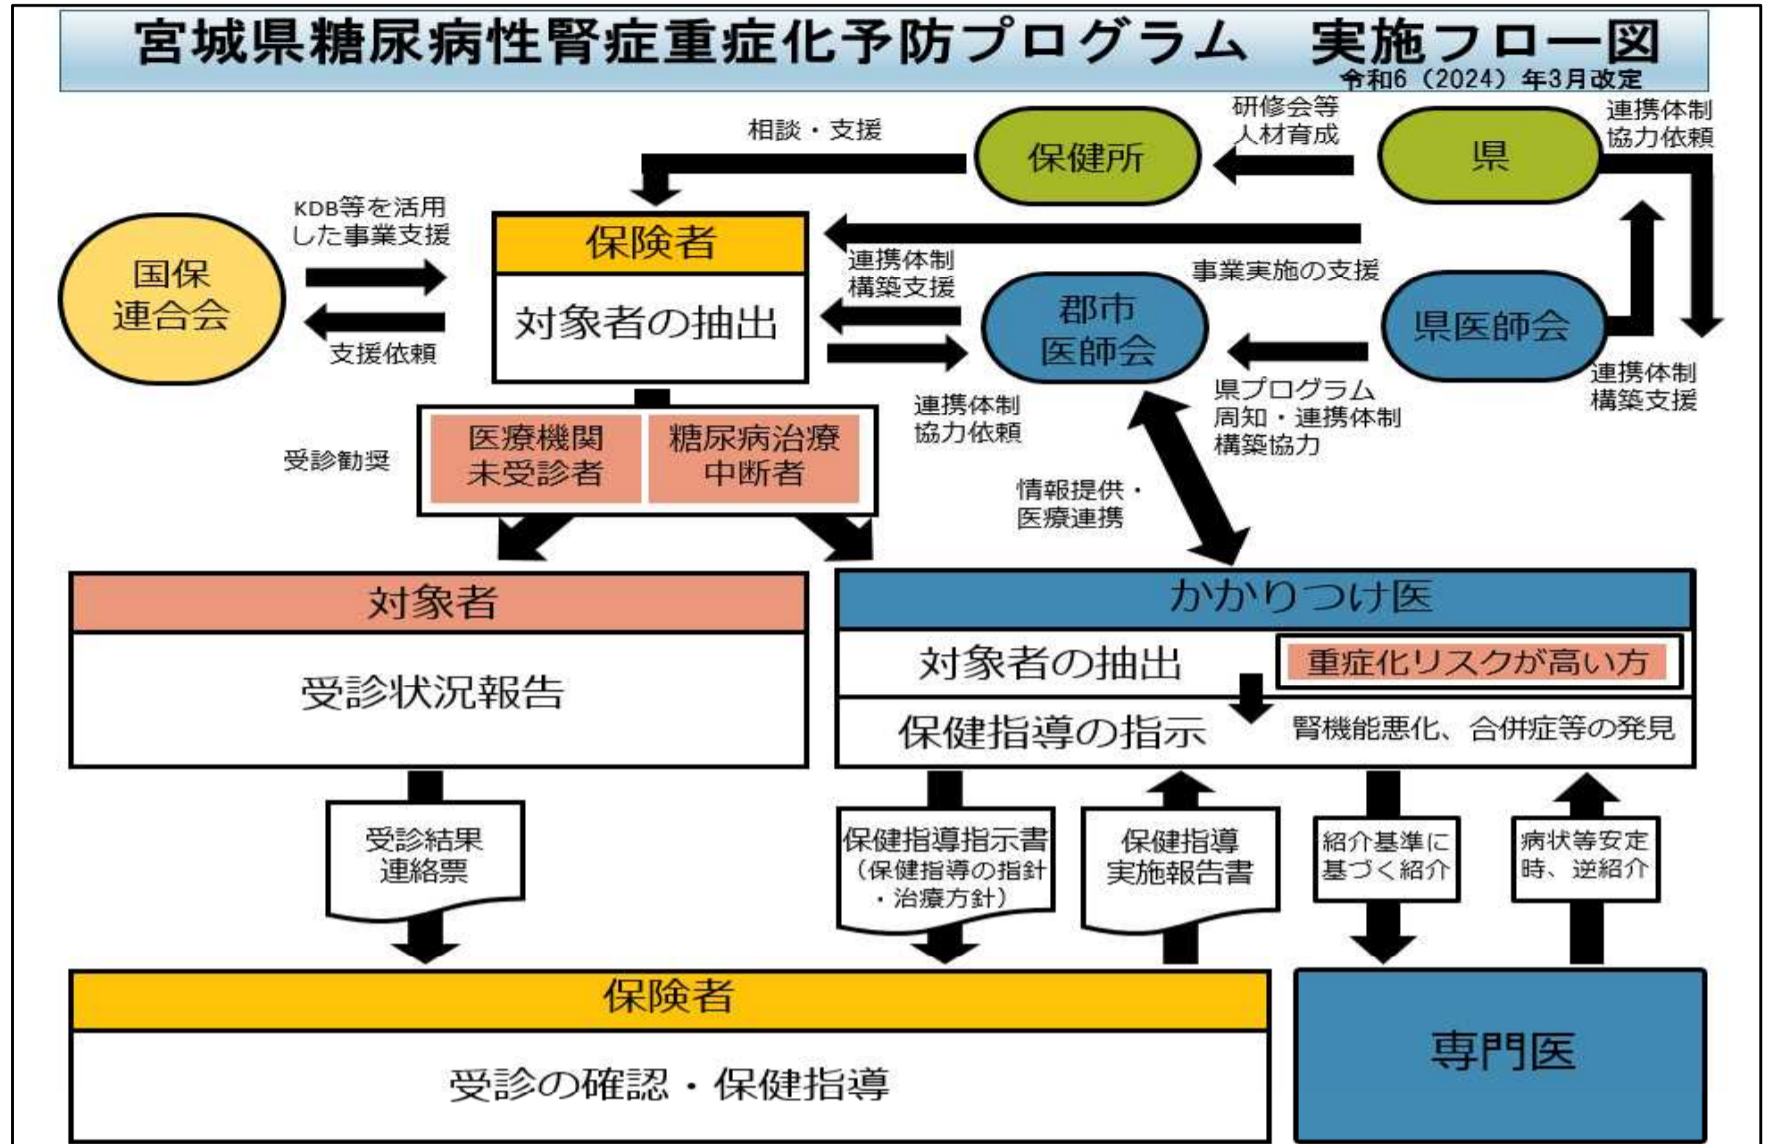 宮城県糖尿病性腎症重症化予防プログラム　実施フロー図
令和6（2024）年3月改定
相談・支援
保健所
研修会等
人材育成
県
連携体制
協力依頼
国保
連合会
KDB等を活用
した事業支援
支援依頼
保険者
対象者の抽出
連携体制
構築支援
事業実施の支援
郡市
医師会
県医師会
連携体制
協力依頼
県プログラム
周知・連携体制
構築協力
連携体制
構築支援
受診勧奨
医療機関
未受診者
糖尿病治療
中断者
情報提供・
医療連携
対象者
受診状況報告
かかりつけ医
対象者の抽出
重症化リスクが高い方
保健指導の指示
腎機能悪化、合併症等の発見
受診結果
連絡票
保健指導指示書
（保健指導の指針
・治療方針）
保健指導
実施報告書
紹介基準に
基づく紹介
病状等安定
時、逆紹介
保険者
受診の確認・保健指導
専門医